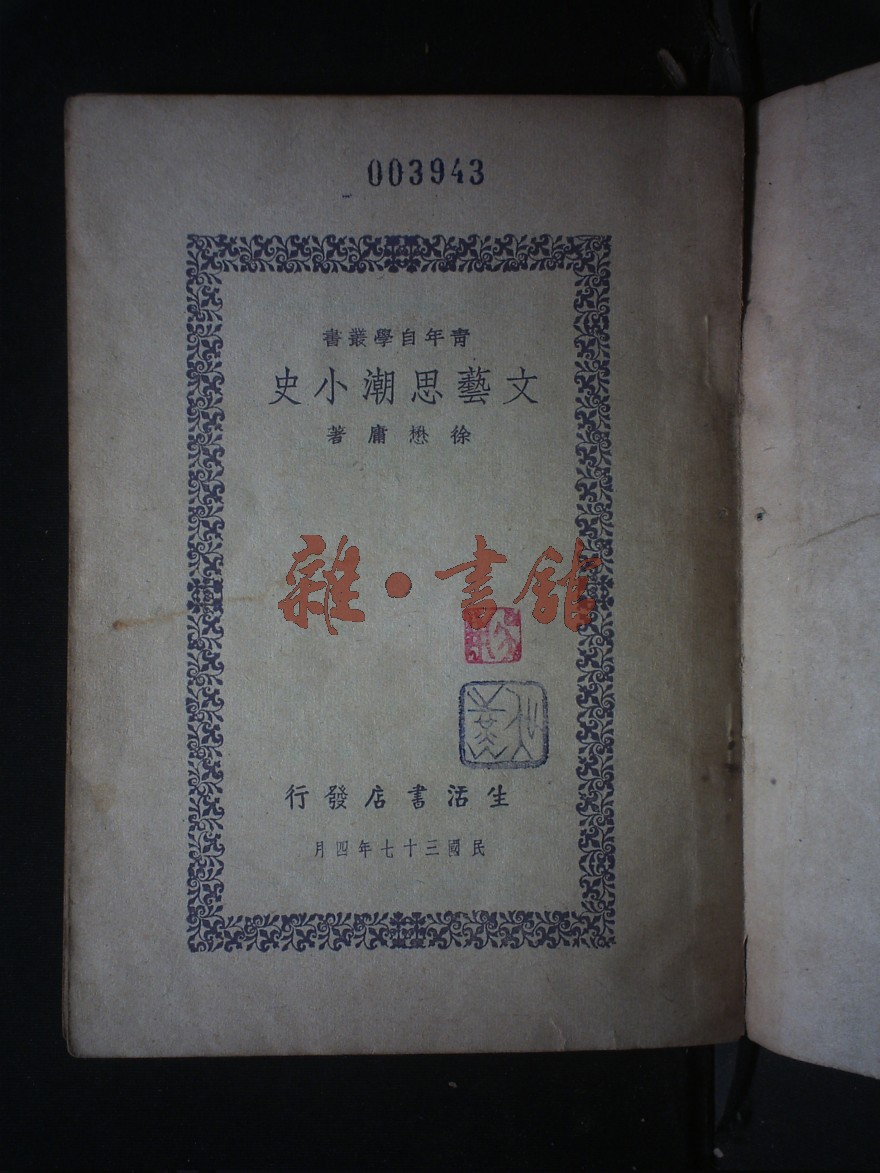 003943
青年自學叢書
文藝思潮小史
徐懋庸著
雜·書館
生活書店發行
民國三十七年四月